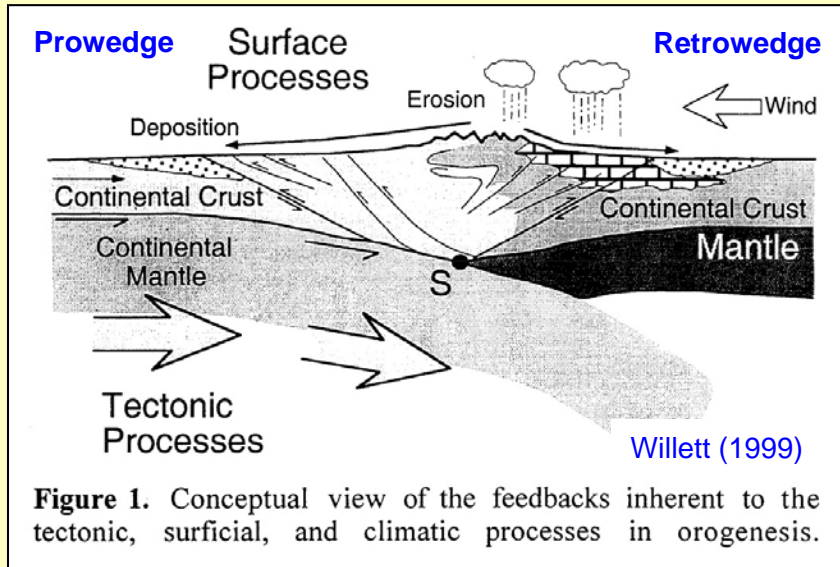 Prowedge
Surface
Processes
Retrowedge
Erosion
Wind
Deposition
Continental Crust
Continental Crust
Continental
Mantle
Mantle
S
Tectonic
Processes
Willett (1999)
Figure 1. Conceptual view of the feedbacks inherent to the
tectonic, surficial, and climatic processes in orogenesis.